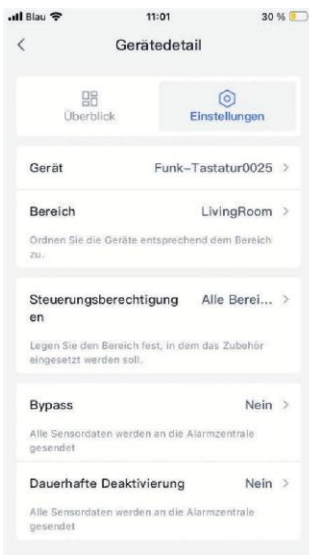 Blau 11:01 30 %
Gerätedetail
Überblick Einstellungen
Gerät Funk-Tastatur0025
Bereich LivingRoom
Ordnen Sie die Geräte entsprechend dem Bereich
zu.
Steuerungsberechtigung Alle Berei...
en
Legen Sie den Bereich fest, in dem das Zubehör
eingesetzt werden soll.
Bypass Nein
Alle Sensordaten werden an die Alarmzentrale
gesendet
Dauerhafte Deaktivierung Nein
Alle Sensordaten werden an die Alarmzentrale
gesendet